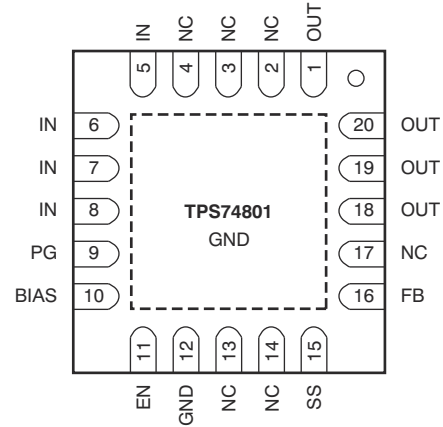 IN NC NC NC OUT
5 4 3 2 1
IN 6 20 OUT
IN 7 19 OUT
IN 8 18 OUT
PG 9 17 NC
BIAS 10 16 FB
TPS74801
GND
11 12 13 14 15
EN GND NC NC SS